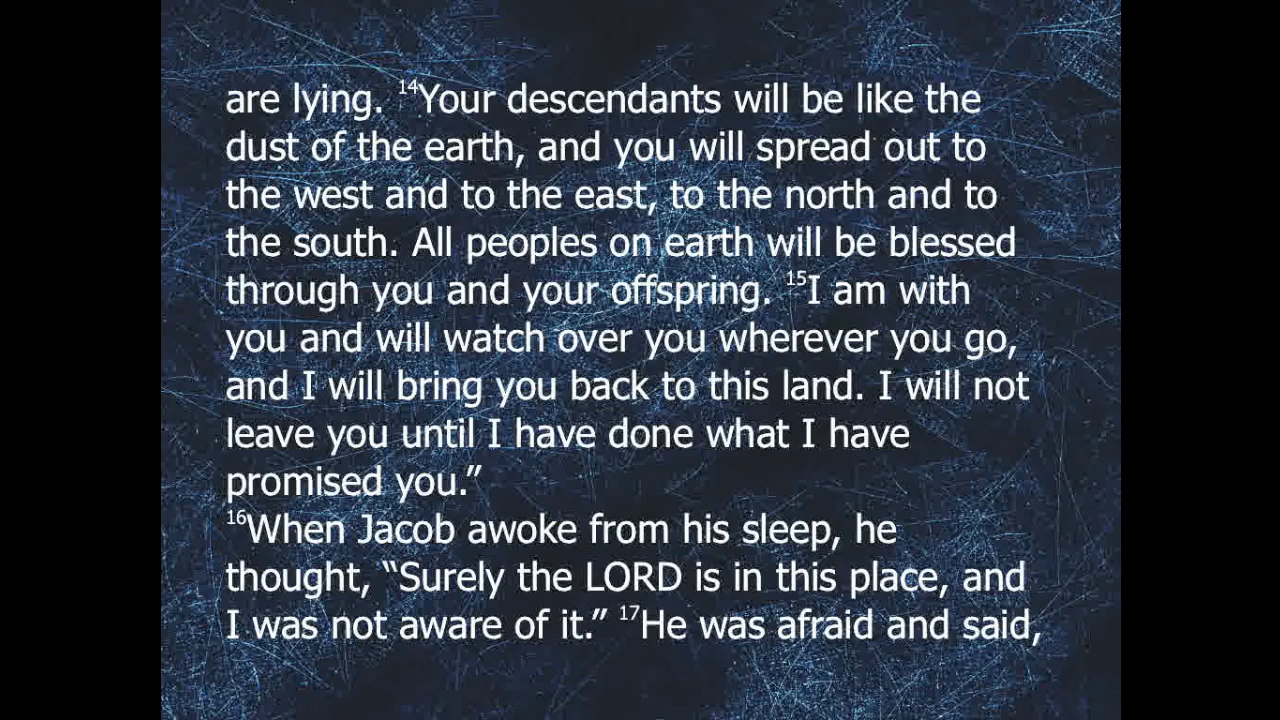 are lying. ¹⁴Your descendants will be like the
dust of the earth, and you will spread out to
the west and to the east, to the north and to
the south. All peoples on earth will be blessed
through you and your offspring. ¹⁵I am with
you and will watch over you wherever you go,
and I will bring you back to this land. I will not
leave you until I have done what I have
promised you.”
¹⁶When Jacob awoke from his sleep, he
thought, “Surely the LORD is in this place, and
I was not aware of it.” ¹⁷He was afraid and said,